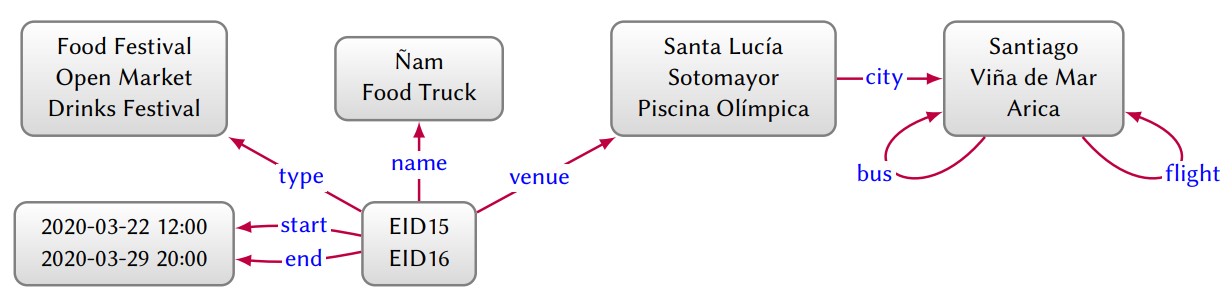 Food Festival
Open Market
Drinks Festival
Ñam
Food Truck
Santa Lucía
Sotomayor
Piscina Olímpica
city
Santiago
Viña de Mar
Arica
bus
flight
type
name
venue
2020-03-22 12:00
2020-03-29 20:00
start
end
EID15
EID16